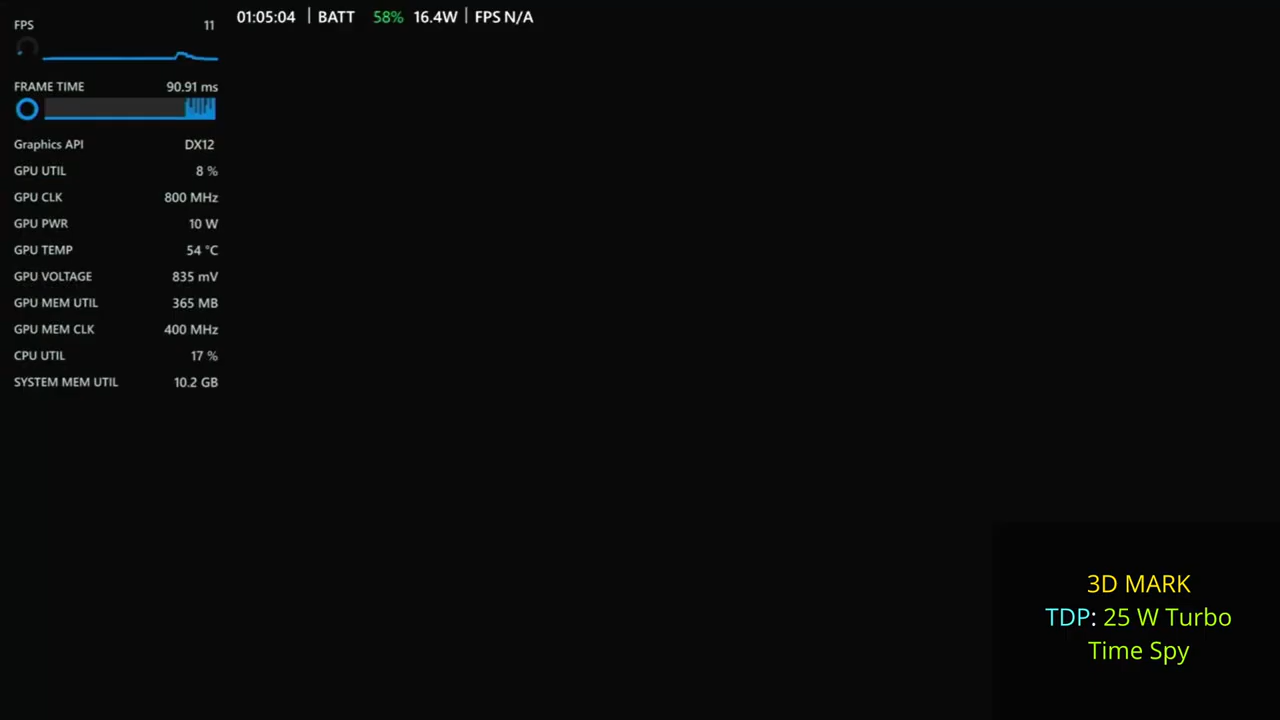 01:05:04 | BATT 58% 16.4W | FPS N/A
FPS 11
FRAME TIME 90.91 ms
Graphics API DX12
GPU UTIL 8 %
GPU CLK 800 MHz
GPU PWR 10 W
GPU TEMP 54 °C
GPU VOLTAGE 835 mV
GPU MEM UTIL 365 MB
GPU MEM CLK 400 MHz
CPU UTIL 17 %
SYSTEM MEM UTIL 10.2 GB
3D MARK
TDP: 25 W Turbo
Time Spy